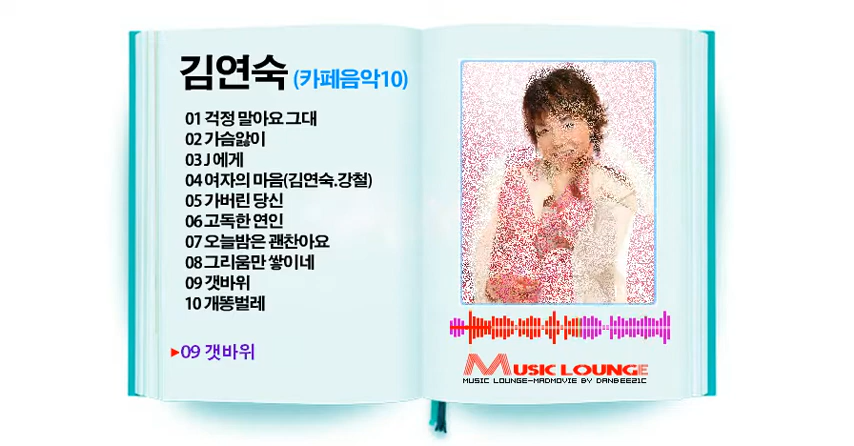 김연숙 (카페음악10)
01 걱정 말아요 그대
02 가슴앓이
03 J 에게
04 여자의 마음(김연숙.강철)
05 가버린 당신
06 고독한 연인
07 오늘밤은 괜찬아요
08 그리움만 쌓이네
09 갯바위
10 개똥벌레
▶09 갯바위
MUSIC LOUNGE
MUSIC LOUNGE-MADMOVIE BY DANBEE21C